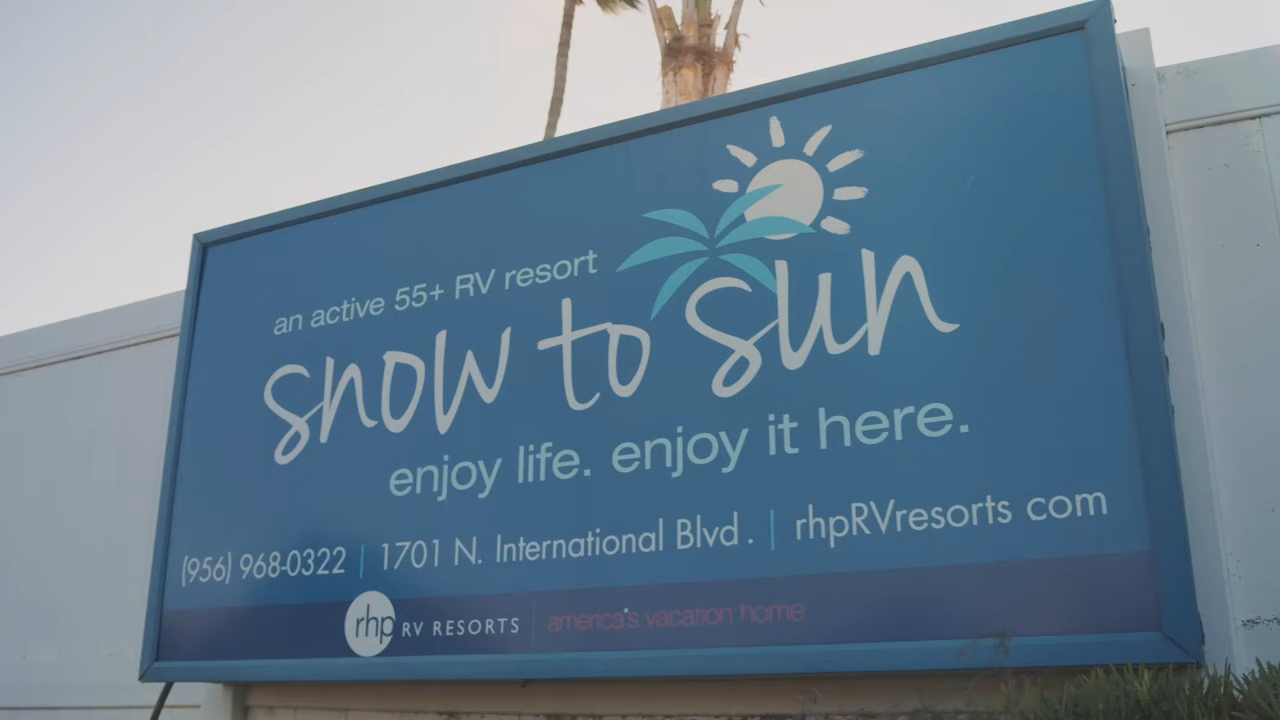 an active 55+ RV resort
snow to sun
enjoy life. enjoy it here.
(956) 968-0322 | 1701 N. International Blvd. | rhpRVresorts com
rhp RV RESORTS | america's vacation home